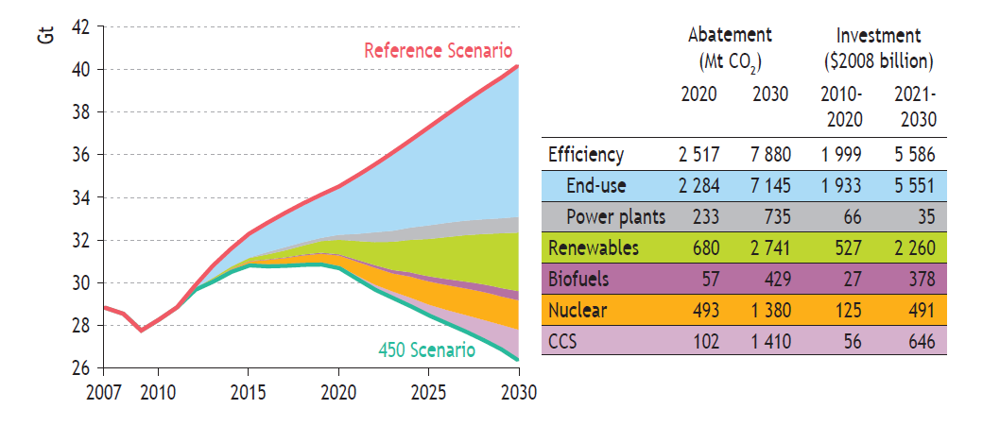 Gt
42
40
38
36
34
32
30
28
26
2007 2010 2015 2020 2025 2030
Reference Scenario
450 Scenario
Abatement Investment
(Mt CO₂) ($2008 billion)
2020 2030 2010- 2021-
2020 2030
Efficiency 2 517 7 880 1 999 5 586
End-use 2 284 7 145 1 933 5 551
Power plants 233 735 66 35
Renewables 680 2 741 527 2 260
Biofuels 57 429 27 378
Nuclear 493 1 380 125 491
CCS 102 1 410 56 646